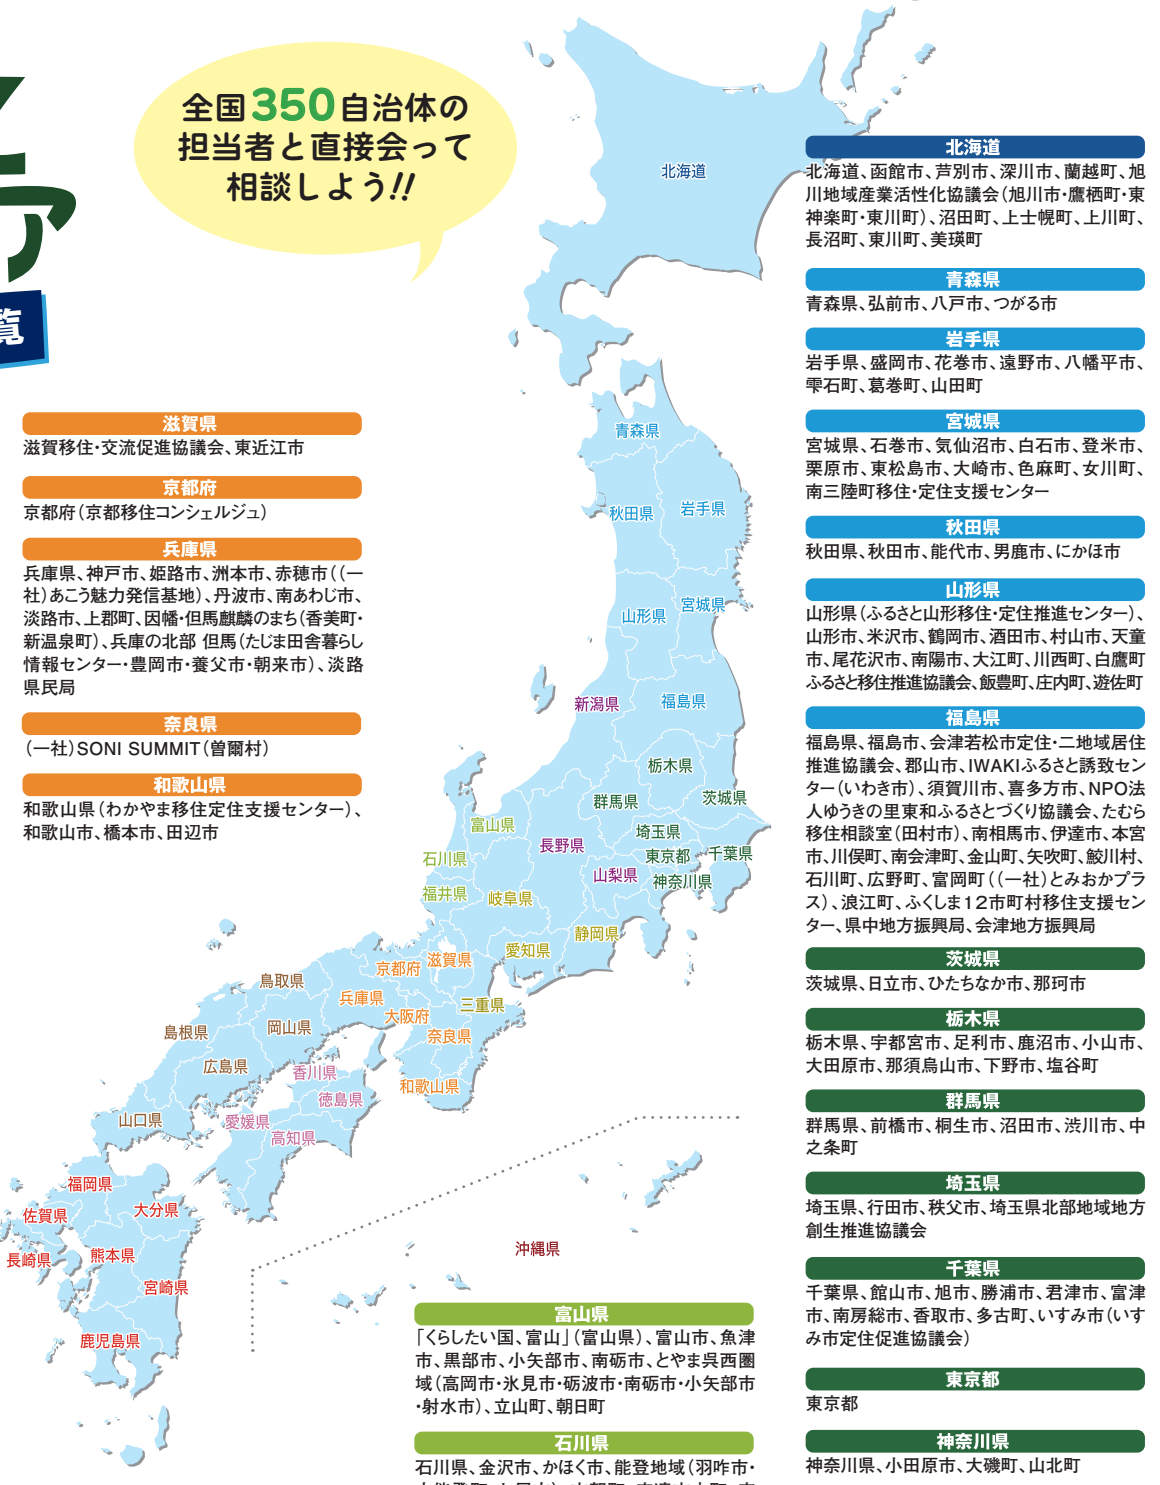 全国350自治体の
担当者と直接会って
相談しよう!!
覧
滋賀県
滋賀移住・交流促進協議会、東近江市
京都府
京都府(京都移住コンシェルジュ)
兵庫県
兵庫県、神戸市、姫路市、洲本市、赤穂市((一
社)あこう魅力発信基地)、丹波市、南あわじ市、
淡路市、上郡町、因幡・但馬麒麟のまち(香美町・
新温泉町)、兵庫の北部 但馬(たじま田舎暮らし
情報センター・豊岡市・養父市・朝来市)、淡路
県民局
奈良県
(一社)SONI SUMMIT(曽爾村)
和歌山県
和歌山県(わかやま移住定住支援センター)、
和歌山市、橋本市、田辺市
北海道
青森県
秋田県
岩手県
山形県
宮城県
新潟県
福島県
栃木県
群馬県
茨城県
富山県
埼玉県
長野県
石川県
東京都
千葉県
山梨県
神奈川県
福井県
岐阜県
静岡県
愛知県
滋賀県
京都府
鳥取県
兵庫県
三重県
大阪府
島根県
岡山県
奈良県
広島県
香川県
和歌山県
徳島県
山口県
愛媛県
高知県
福岡県
大分県
佐賀県
長崎県
熊本県
宮崎県
鹿児島県
沖縄県
富山県
「くらしたい国、富山」(富山県)、富山市、魚津
市、黒部市、小矢部市、南砺市、とやま呉西圏
域(高岡市・氷見市・砺波市・南砺市・小矢部市
・射水市)、立山町、朝日町
石川県
石川県、金沢市、かほく市、能登地域(羽咋市・
北海道
北海道、函館市、芦別市、深川市、蘭越町、旭
川地域産業活性化協議会(旭川市・鷹栖町・東
神楽町・東川町)、沼田町、上士幌町、上川町、
長沼町、東川町、美瑛町
青森県
青森県、弘前市、八戸市、つがる市
岩手県
岩手県、盛岡市、花巻市、遠野市、八幡平市、
雫石町、葛巻町、山田町
宮城県
宮城県、石巻市、気仙沼市、白石市、登米市、
栗原市、東松島市、大崎市、色麻町、女川町、
南三陸町移住・定住支援センター
秋田県
秋田県、秋田市、能代市、男鹿市、にかほ市
山形県
山形県(ふるさと山形移住・定住推進センター)、
山形市、米沢市、鶴岡市、酒田市、村山市、天童
市、尾花沢市、南陽市、大江町、川西町、白鷹町
ふるさと移住推進協議会、飯豊町、庄内町、遊佐町
福島県
福島県、福島市、会津若松市定住・二地域居住
推進協議会、郡山市、IWAKIふるさと誘致セン
ター(いわき市)、須賀川市、喜多方市、NPO法
人ゆうきの里東和ふるさとづくり協議会、たむら
移住相談室(田村市)、南相馬市、伊達市、本宮
市、川俣町、南会津町、金山町、矢吹町、鮫川村、
石川町、広野町、富岡町((一社)とみおかプラ
ス)、浪江町、ふくしま12市町村移住支援セン
ター、県中地方振興局、会津地方振興局
茨城県
茨城県、日立市、ひたちなか市、那珂市
栃木県
栃木県、宇都宮市、足利市、鹿沼市、小山市、
大田原市、那須烏山市、下野市、塩谷町
群馬県
群馬県、前橋市、桐生市、沼田市、渋川市、中
之条町
埼玉県
埼玉県、行田市、秩父市、埼玉県北部地域地方
創生推進協議会
千葉県
千葉県、館山市、旭市、勝浦市、君津市、富津
市、南房総市、香取市、多古町、いすみ市(いす
み市定住促進協議会)
東京都
東京都
神奈川県
神奈川県、小田原市、大磯町、山北町